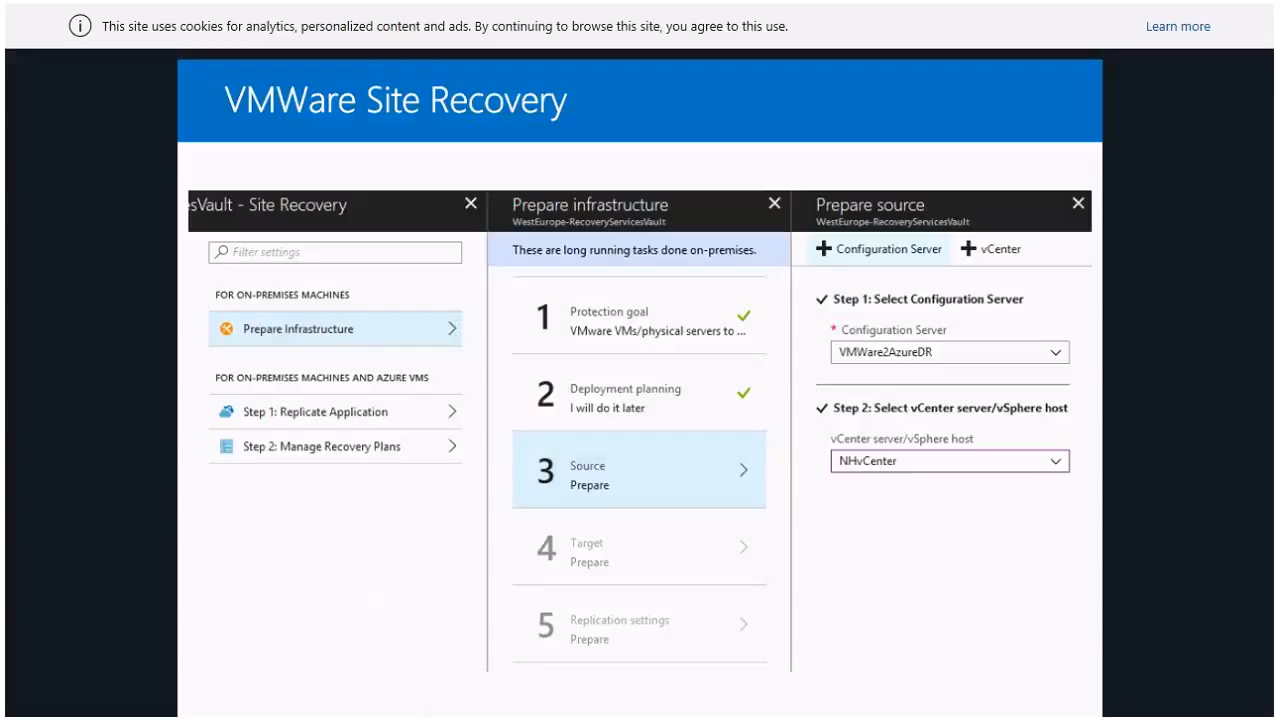 This site uses cookies for analytics, personalized content and ads. By continuing to browse this site, you agree to this use.
Learn more
VMWare Site Recovery
sVault - Site Recovery
Filter settings
FOR ON-PREMISES MACHINES
Prepare Infrastructure
FOR ON-PREMISES MACHINES AND AZURE VMS
Step 1: Replicate Application
Step 2: Manage Recovery Plans
Prepare infrastructure
WestEurope-RecoveryServicesVault
These are long running tasks done on-premises.
1
Protection goal
VMware VMs/physical servers to ...
2
Deployment planning
I will do it later
3
Source
Prepare
4
Target
Prepare
5
Replication settings
Prepare
Prepare source
WestEurope-RecoveryServicesVault
Configuration Server
vCenter
Step 1: Select Configuration Server
* Configuration Server
VMWare2AzureDR
Step 2: Select vCenter server/vSphere host
vCenter server/vSphere host
NHvCenter